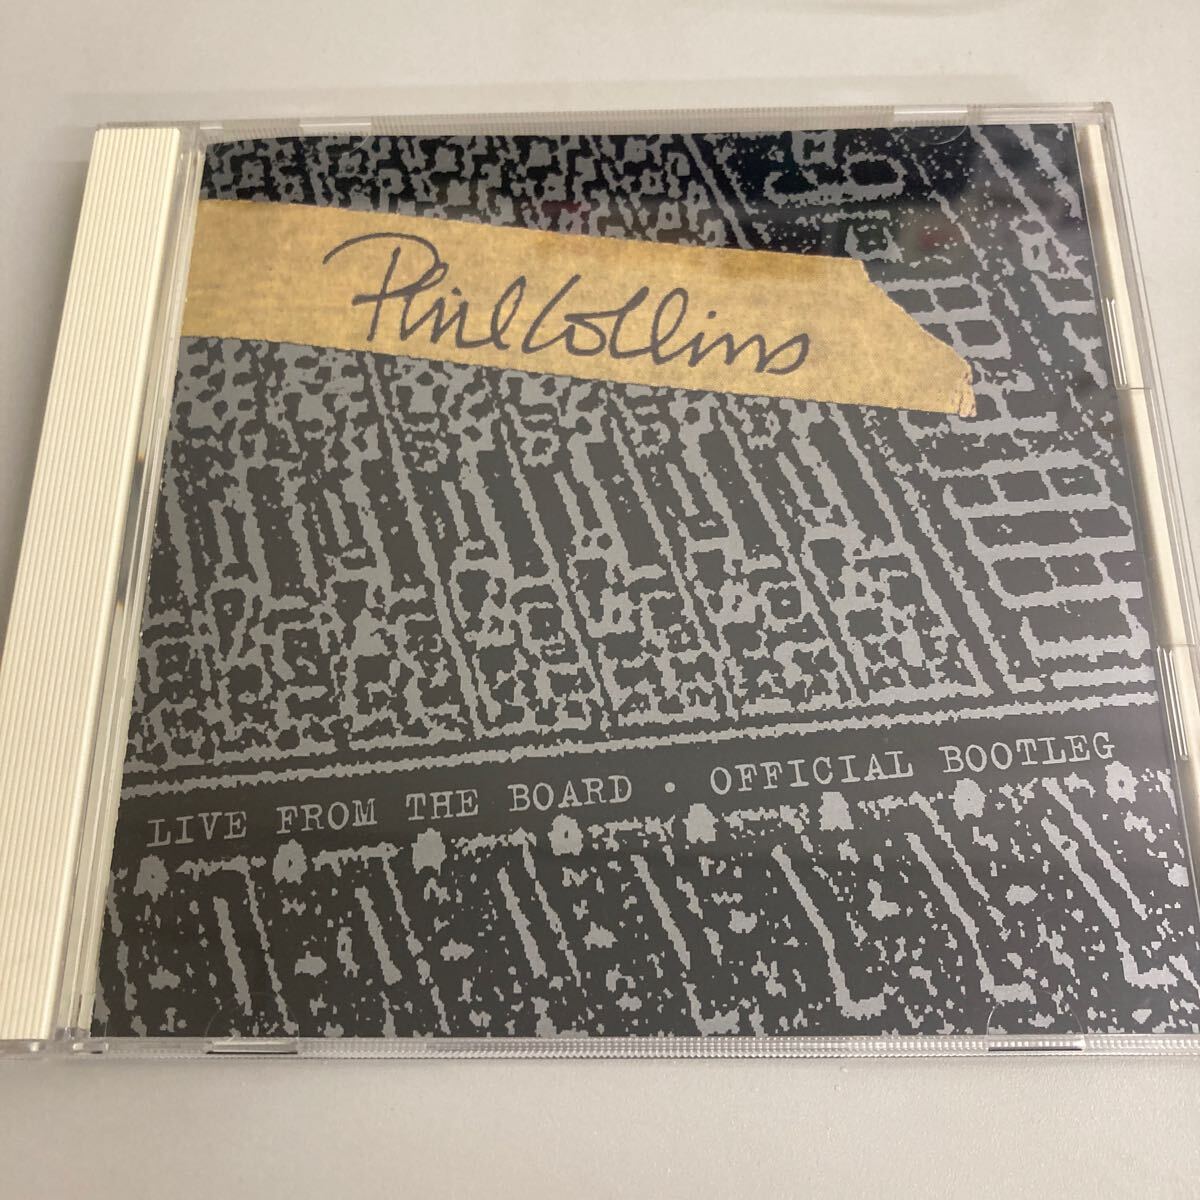 Phil Collins
LIVE FROM THE BOARD • OFFICIAL BOOTLEG